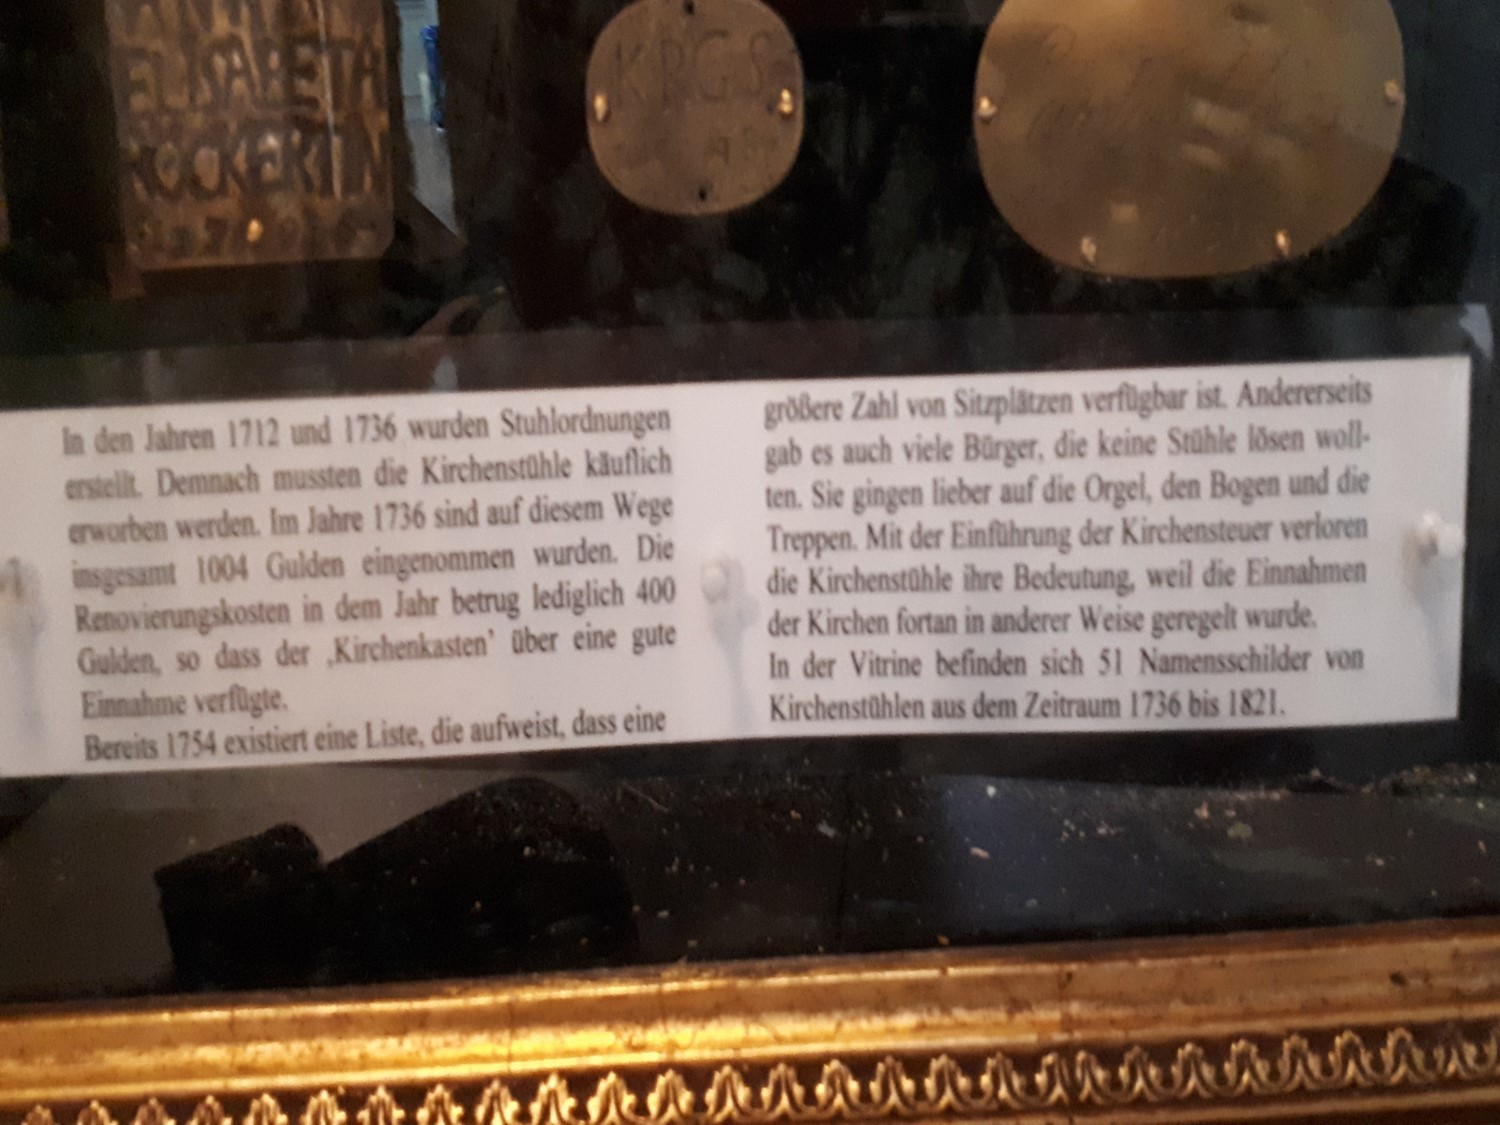 ELISABETA
RÖCKERTIN
K R G S
In den Jahren 1712 und 1736 wurden Stuhlordnungen
erstellt. Demnach mussten die Kirchenstühle käuflich
erworben werden. Im Jahre 1736 sind auf diesem Wege
insgesamt 1004 Gulden eingenommen wurden. Die
Renovierungskosten in dem Jahr betrug lediglich 400
Gulden, so dass der ‚Kirchenkasten’ über eine gute
Einnahme verfügte.
Bereits 1754 existiert eine Liste, die aufweist, dass eine
größere Zahl von Sitzplätzen verfügbar ist. Andererseits
gab es auch viele Bürger, die keine Stühle lösen woll-
ten. Sie gingen lieber auf die Orgel, den Bogen und die
Treppen. Mit der Einführung der Kirchensteuer verloren
die Kirchenstühle ihre Bedeutung, weil die Einnahmen
der Kirchen fortan in anderer Weise geregelt wurde.
In der Vitrine befinden sich 51 Namensschilder von
Kirchenstühlen aus dem Zeitraum 1736 bis 1821.